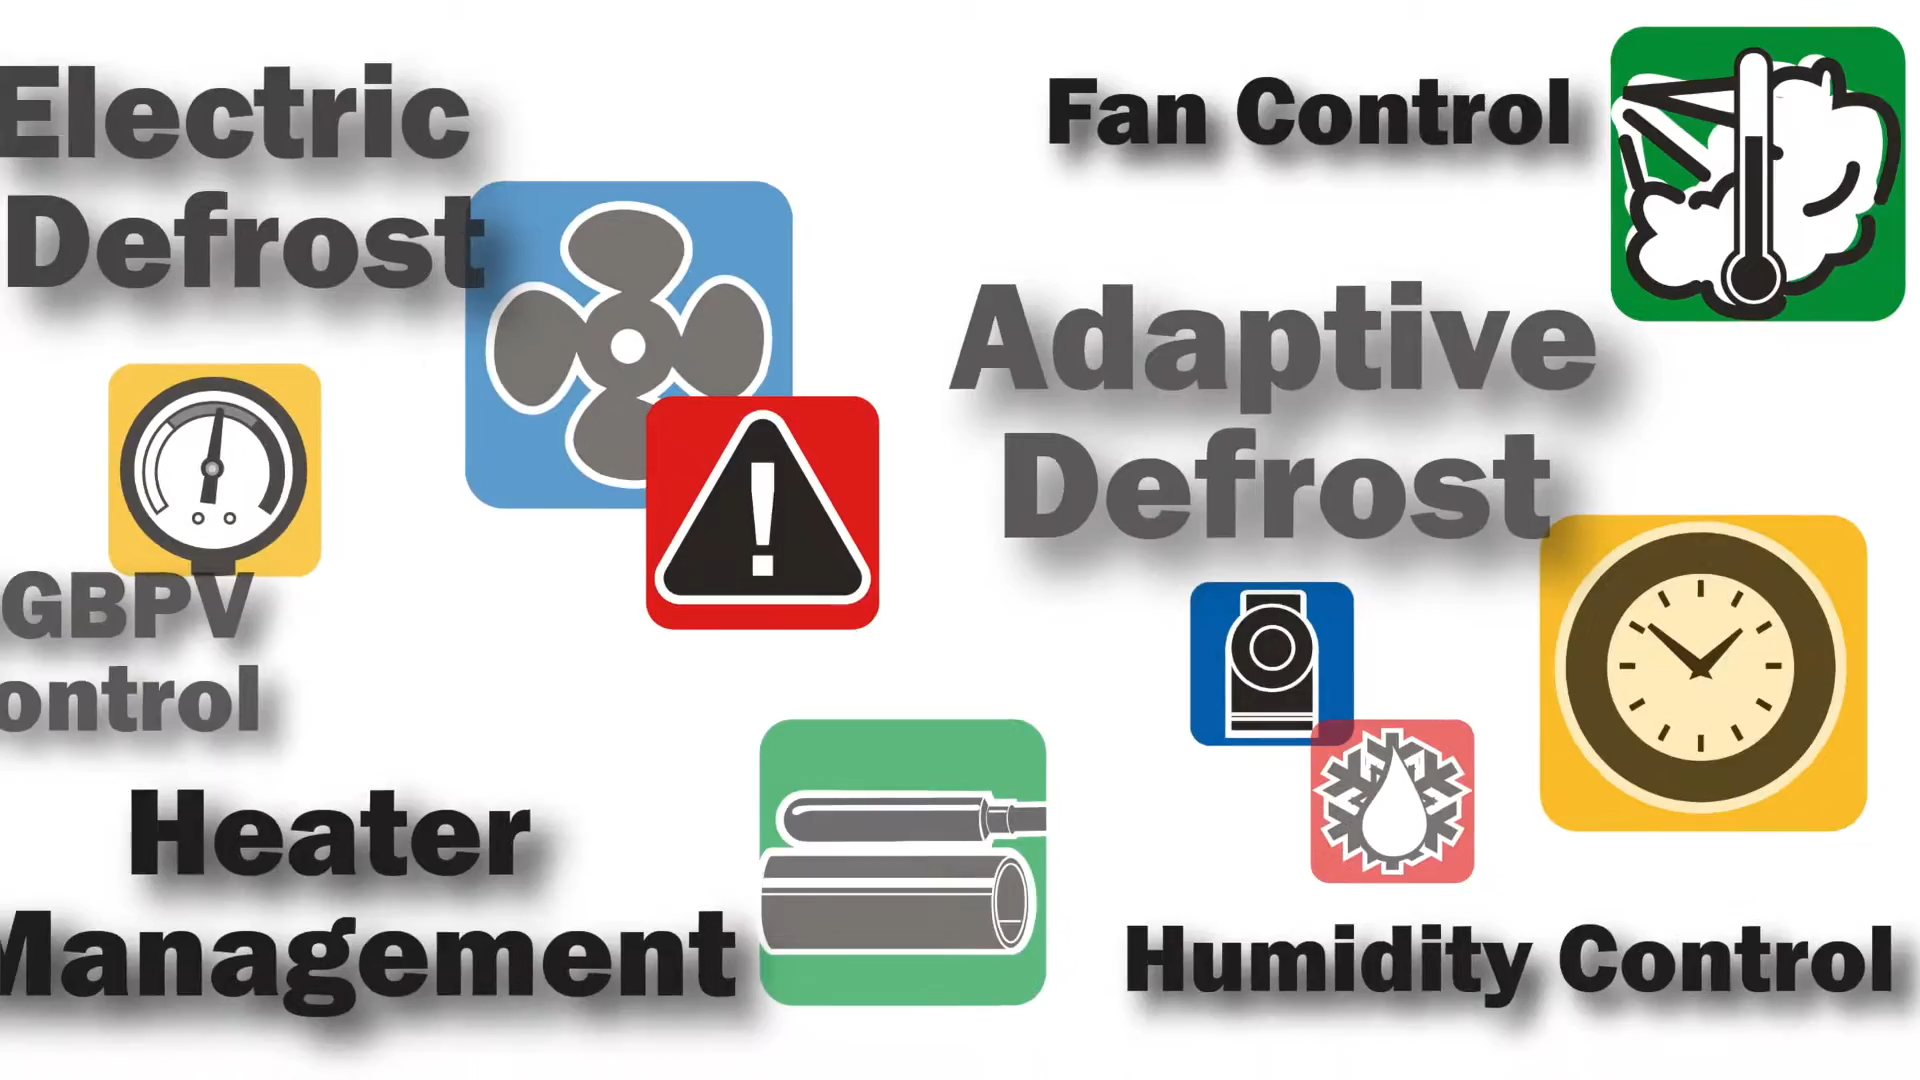 Electric
Defrost
GBPV
ontrol
Heater
Management
Fan Control
Adaptive
Defrost
Humidity Control